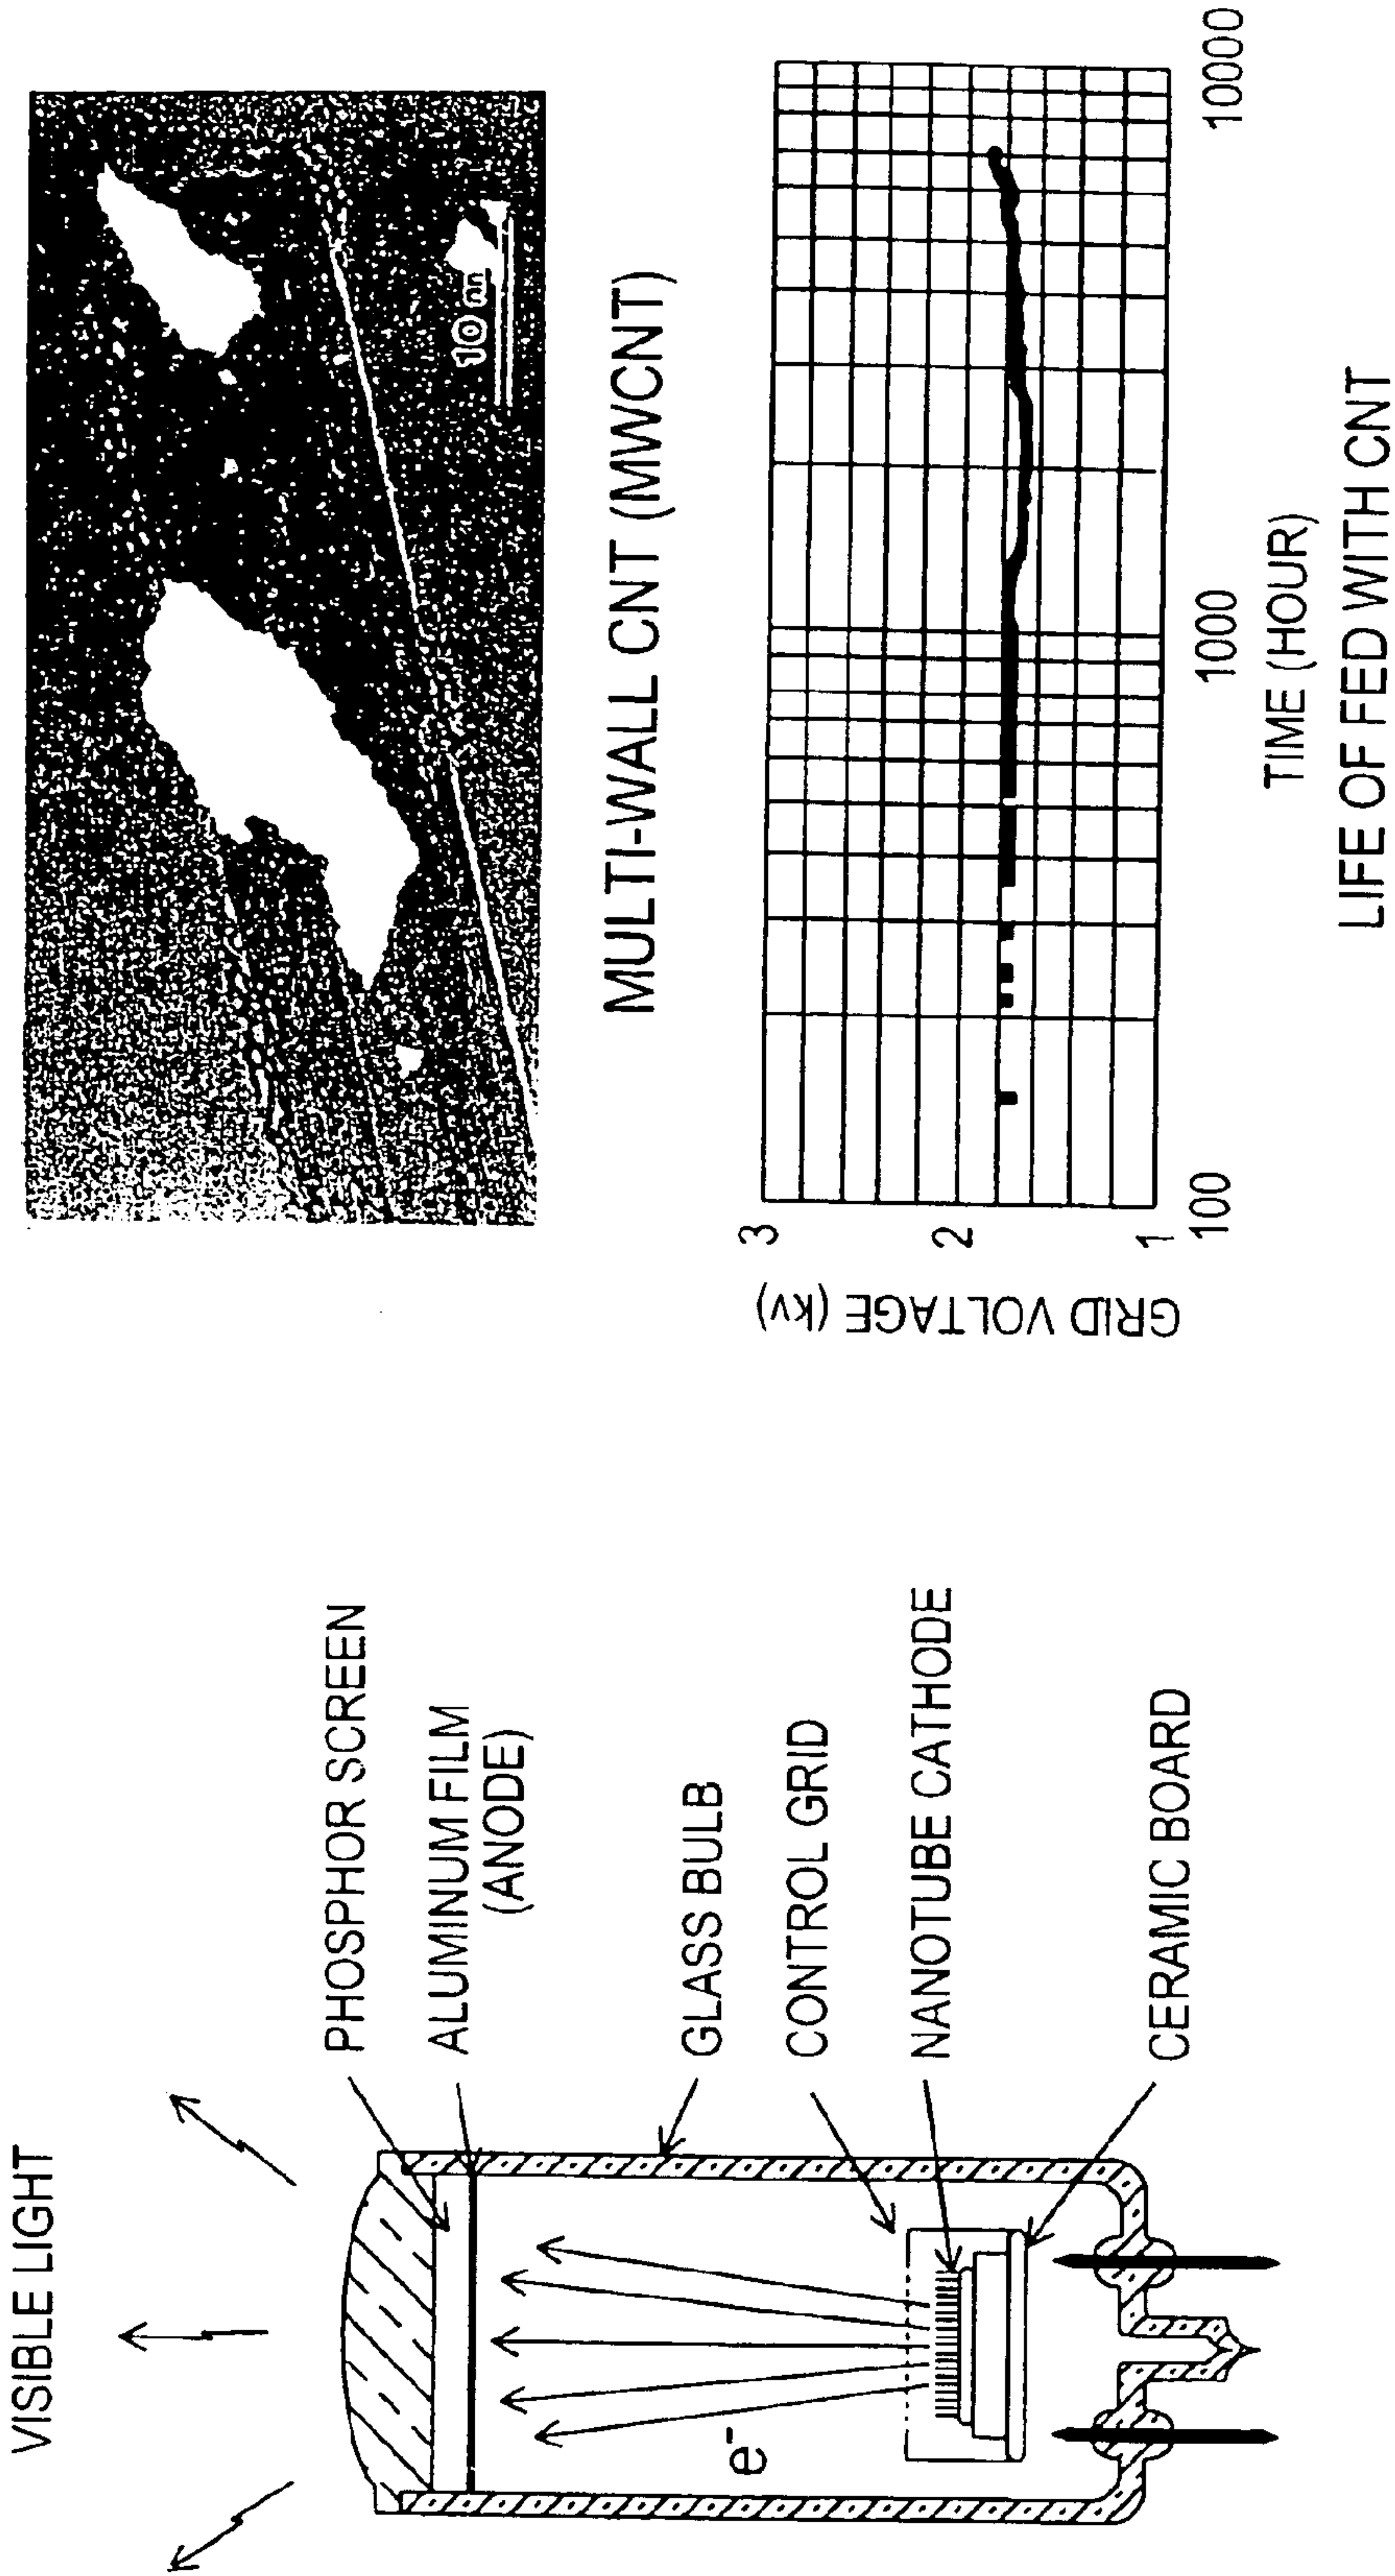 VISIBLE LIGHT
PHOSPHOR SCREEN
ALUMINUM FILM
(ANODE)
GLASS BULB
CONTROL GRID
NANOTUBE CATHODE
CERAMIC BOARD
e-
10 nm
MULTI-WALL CNT (MWCNT)
GRID VOLTAGE (kv)
3
2
1
100
1000
10000
TIME (HOUR)
LIFE OF FED WITH CNT